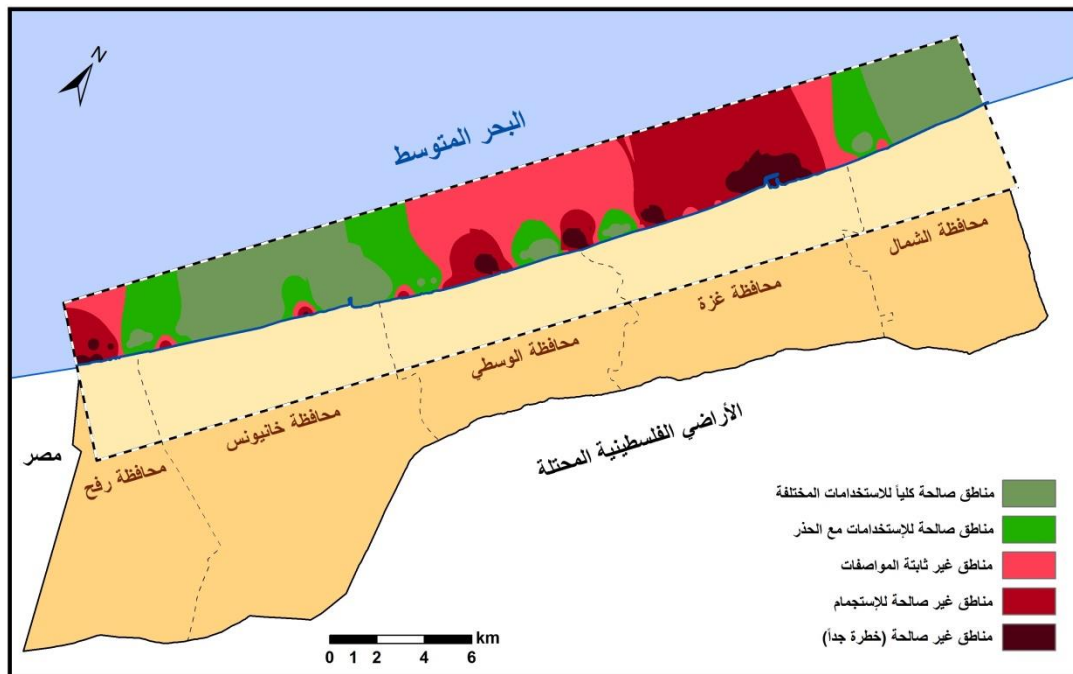 N
البحر المتوسط
محافظة الشمال
محافظة غزة
محافظة الوسطي
محافظة خانيونس
محافظة رفح
مصر
الأراضي الفلسطينية المحتلة
مناطق صالحة كلياً للاستخدامات المختلفة
مناطق صالحة للإستخدامات مع الحذر
مناطق غير ثابتة المواصفات
مناطق غير صالحة للإستجمام
مناطق غير صالحة (خطرة جداً)
km
0 1 2 4 6